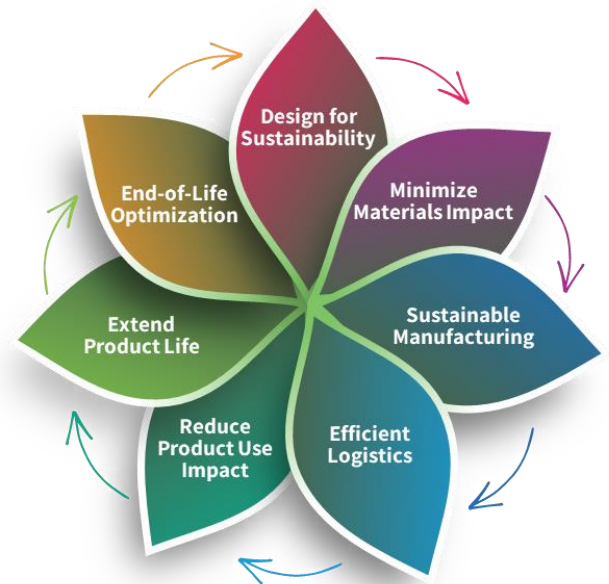 Design for
Sustainability
Minimize
Materials Impact
Sustainable
Manufacturing
Efficient
Logistics
Reduce
Product Use
Impact
Extend
Product Life
End-of-Life
Optimization